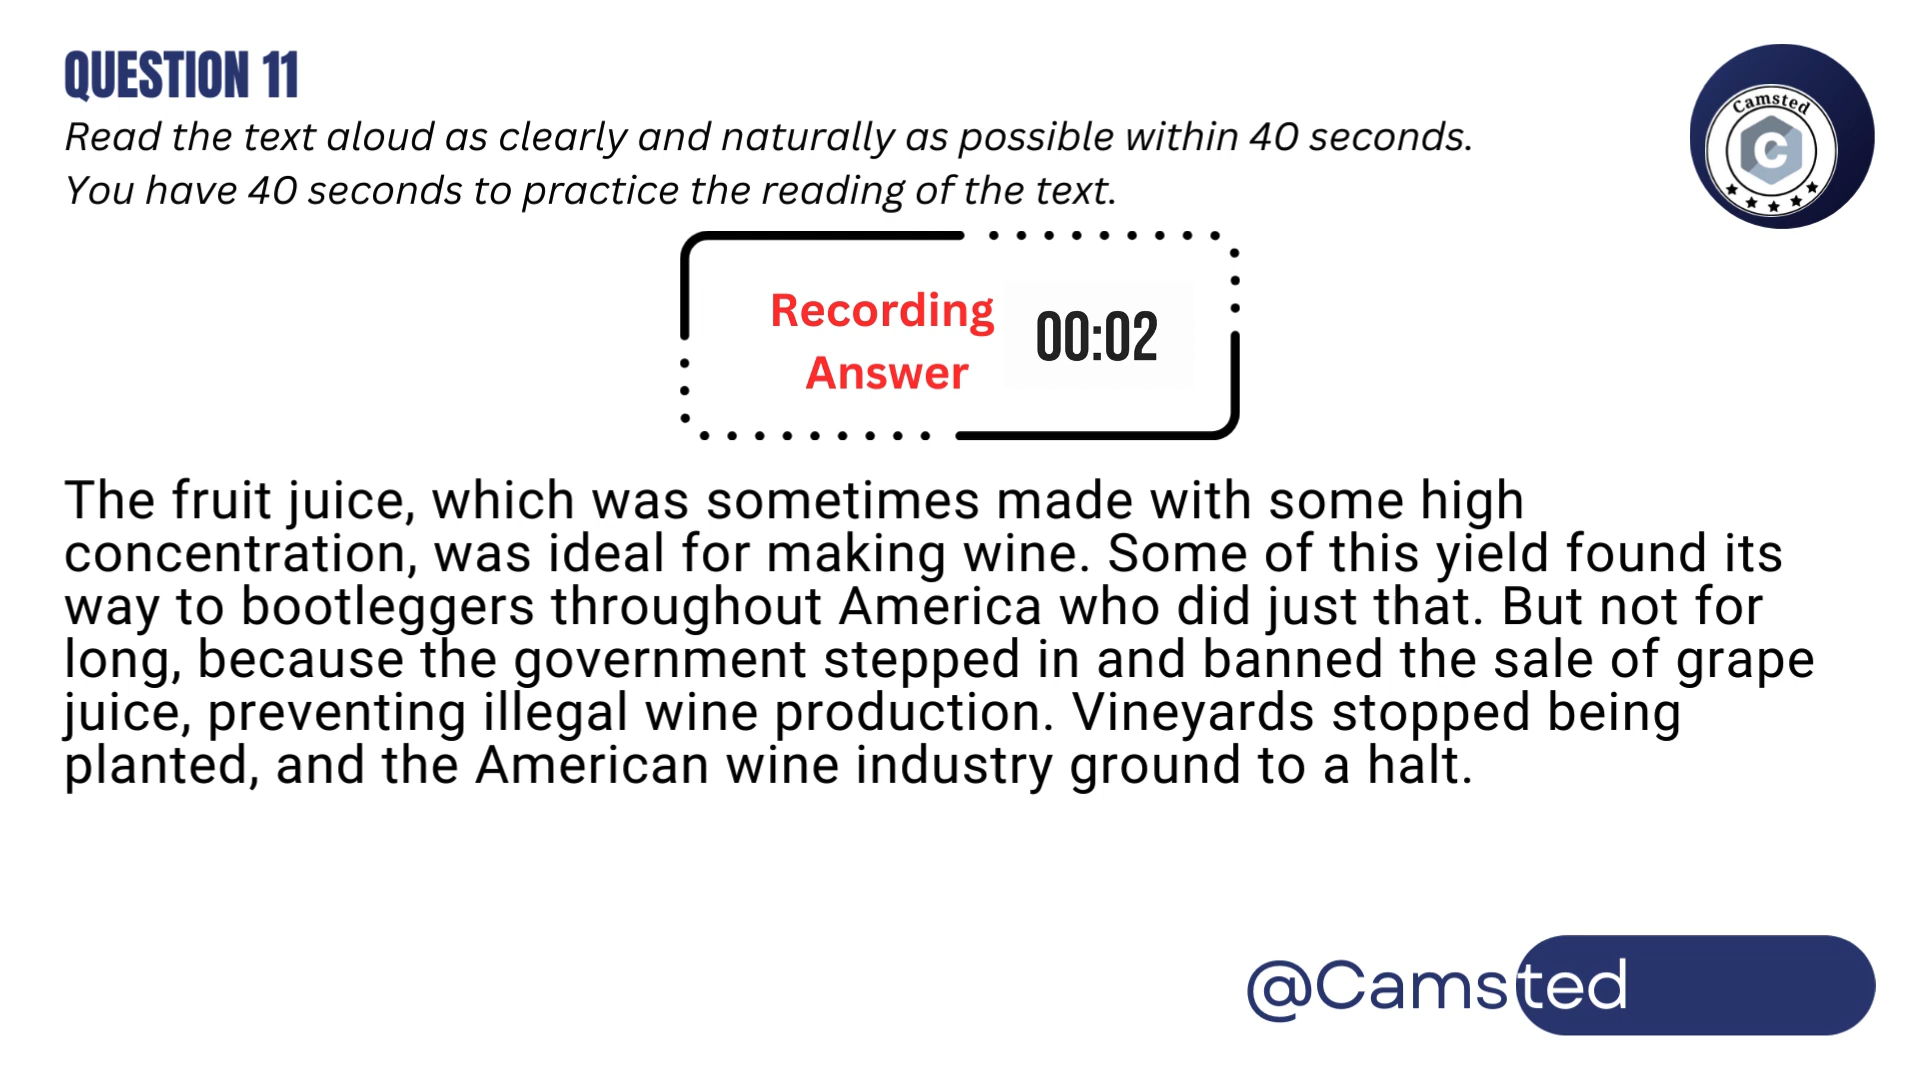 QUESTION 11
Read the text aloud as clearly and naturally as possible within 40 seconds.
You have 40 seconds to practice the reading of the text.
Camsted
C
Recording
Answer
00:02
The fruit juice, which was sometimes made with some high
concentration, was ideal for making wine. Some of this yield found its
way to bootleggers throughout America who did just that. But not for
long, because the government stepped in and banned the sale of grape
juice, preventing illegal wine production. Vineyards stopped being
planted, and the American wine industry ground to a halt.
@Camsted